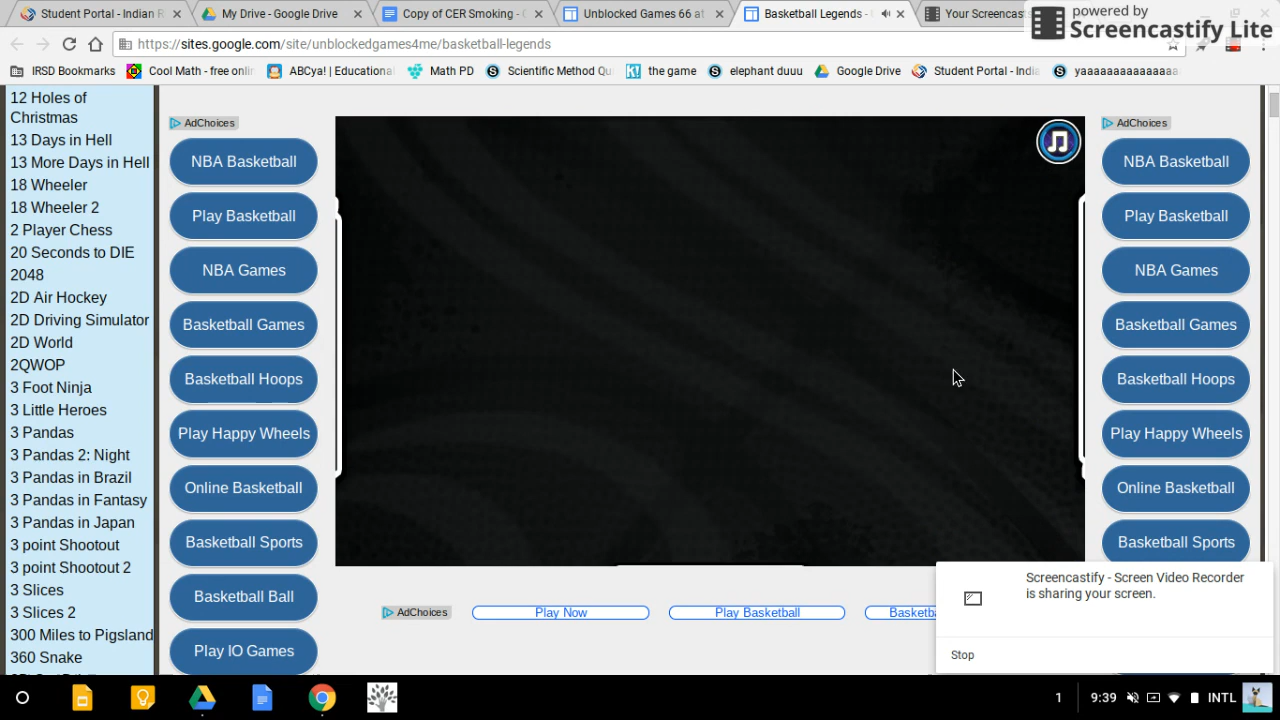 Student Portal - Indian R
My Drive - Google Drive
Copy of CER Smoking - G
Unblocked Games 66 at
Basketball Legends -
Your Screencas
powered by
Screencastify Lite
https://sites.google.com/site/unblockedgames4me/basketball-legends
IRSD Bookmarks
Cool Math - free onli
ABCya! | Educational
Math PD
Scientific Method Qu
the game
elephant duuu
Google Drive
Student Portal - India
yaaaaaaaaaaaaaa
12 Holes of
Christmas
13 Days in Hell
13 More Days in Hell
18 Wheeler
18 Wheeler 2
2 Player Chess
20 Seconds to DIE
2048
2D Air Hockey
2D Driving Simulator
2D World
2QWOP
3 Foot Ninja
3 Little Heroes
3 Pandas
3 Pandas 2: Night
3 Pandas in Brazil
3 Pandas in Fantasy
3 Pandas in Japan
3 point Shootout
3 point Shootout 2
3 Slices
3 Slices 2
300 Miles to Pigsland
360 Snake
AdChoices
NBA Basketball
Play Basketball
NBA Games
Basketball Games
Basketball Hoops
Play Happy Wheels
Online Basketball
Basketball Sports
Basketball Ball
Play IO Games
AdChoices
Play Now
Play Basketball
Basketba
AdChoices
NBA Basketball
Play Basketball
NBA Games
Basketball Games
Basketball Hoops
Play Happy Wheels
Online Basketball
Basketball Sports
Screencastify - Screen Video Recorder
is sharing your screen.
Stop
1
9:39
INTL